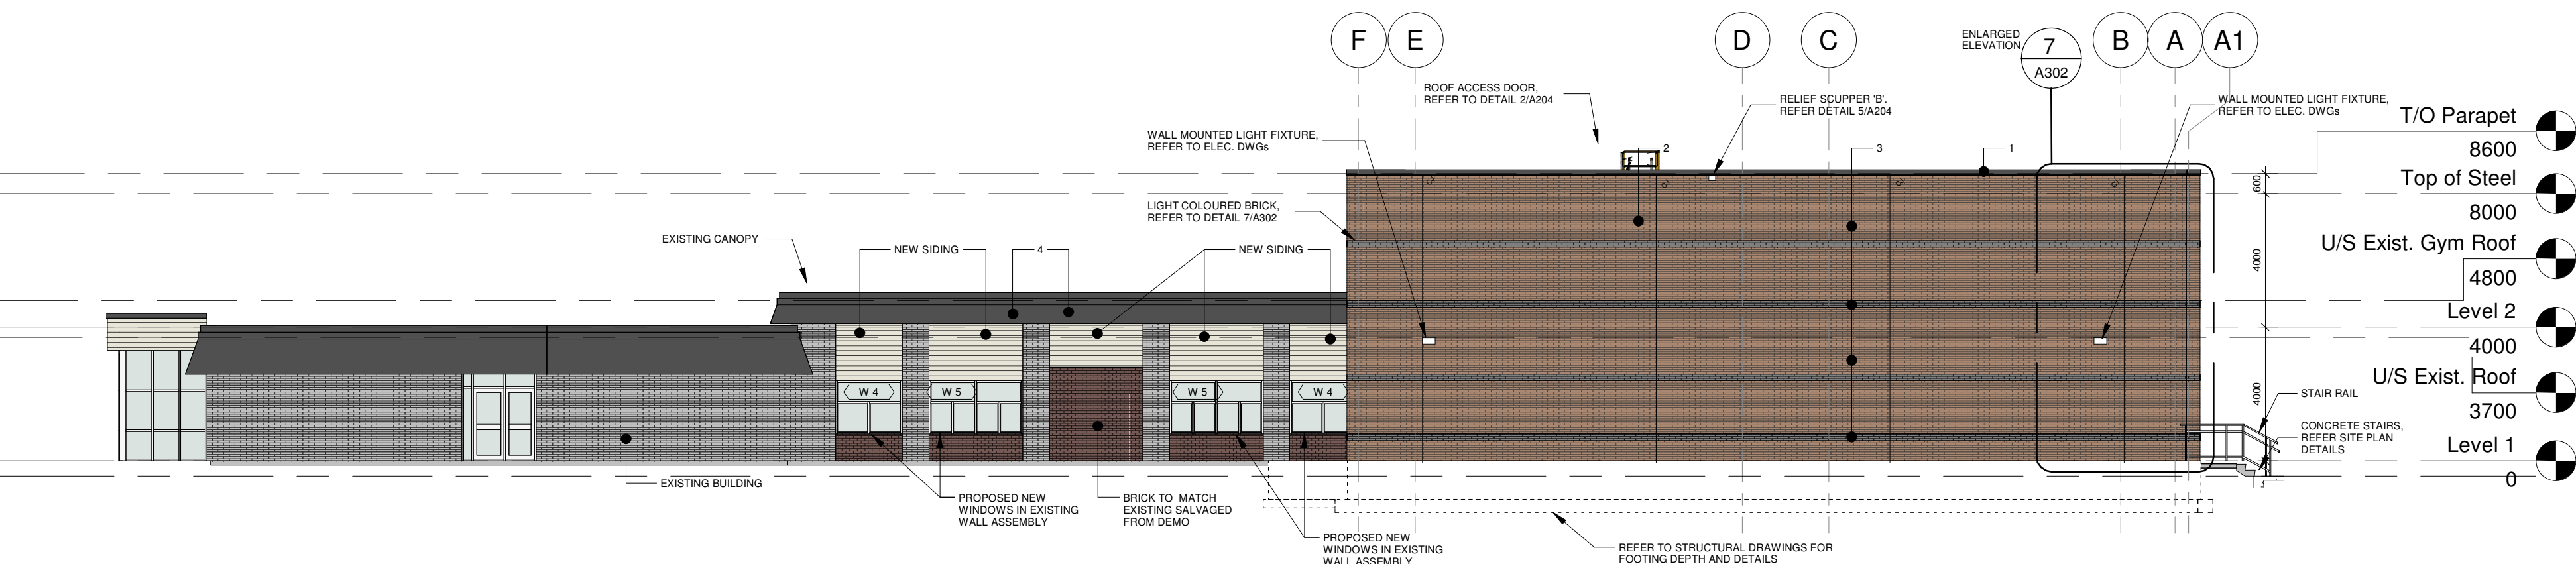 F
E
D
C
B
A
A1
ENLARGED
ELEVATION
7
A302
ROOF ACCESS DOOR,
REFER TO DETAIL 2/A204
RELIEF SCUPPER 'B'.
REFER DETAIL 5/A204
WALL MOUNTED LIGHT FIXTURE,
REFER TO ELEC. DWGs
WALL MOUNTED LIGHT FIXTURE,
REFER TO ELEC. DWGs
2
3
1
LIGHT COLOURED BRICK,
REFER TO DETAIL 7/A302
EXISTING CANOPY
NEW SIDING
4
NEW SIDING
W 4
W 5
W 5
W 4
CJ
CJ
CJ
CJ
T/O Parapet
8600
Top of Steel
8000
U/S Exist. Gym Roof
4800
Level 2
4000
U/S Exist. Roof
3700
Level 1
0
600
4000
4000
STAIR RAIL
CONCRETE STAIRS,
REFER SITE PLAN
DETAILS
EXISTING BUILDING
PROPOSED NEW
WINDOWS IN EXISTING
WALL ASSEMBLY
BRICK TO MATCH
EXISTING SALVAGED
FROM DEMO
PROPOSED NEW
WINDOWS IN EXISTING
WALL ASSEMBLY
REFER TO STRUCTURAL DRAWINGS FOR
FOOTING DEPTH AND DETAILS